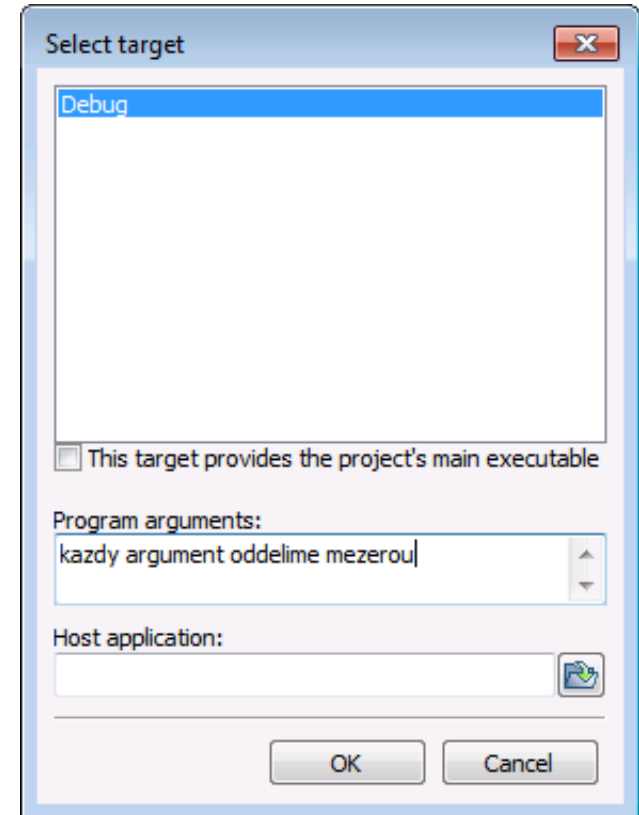 Select target
Debug
This target provides the project's main executable
Program arguments:
kazdy argument oddelime mezerou
Host application:
OK
Cancel